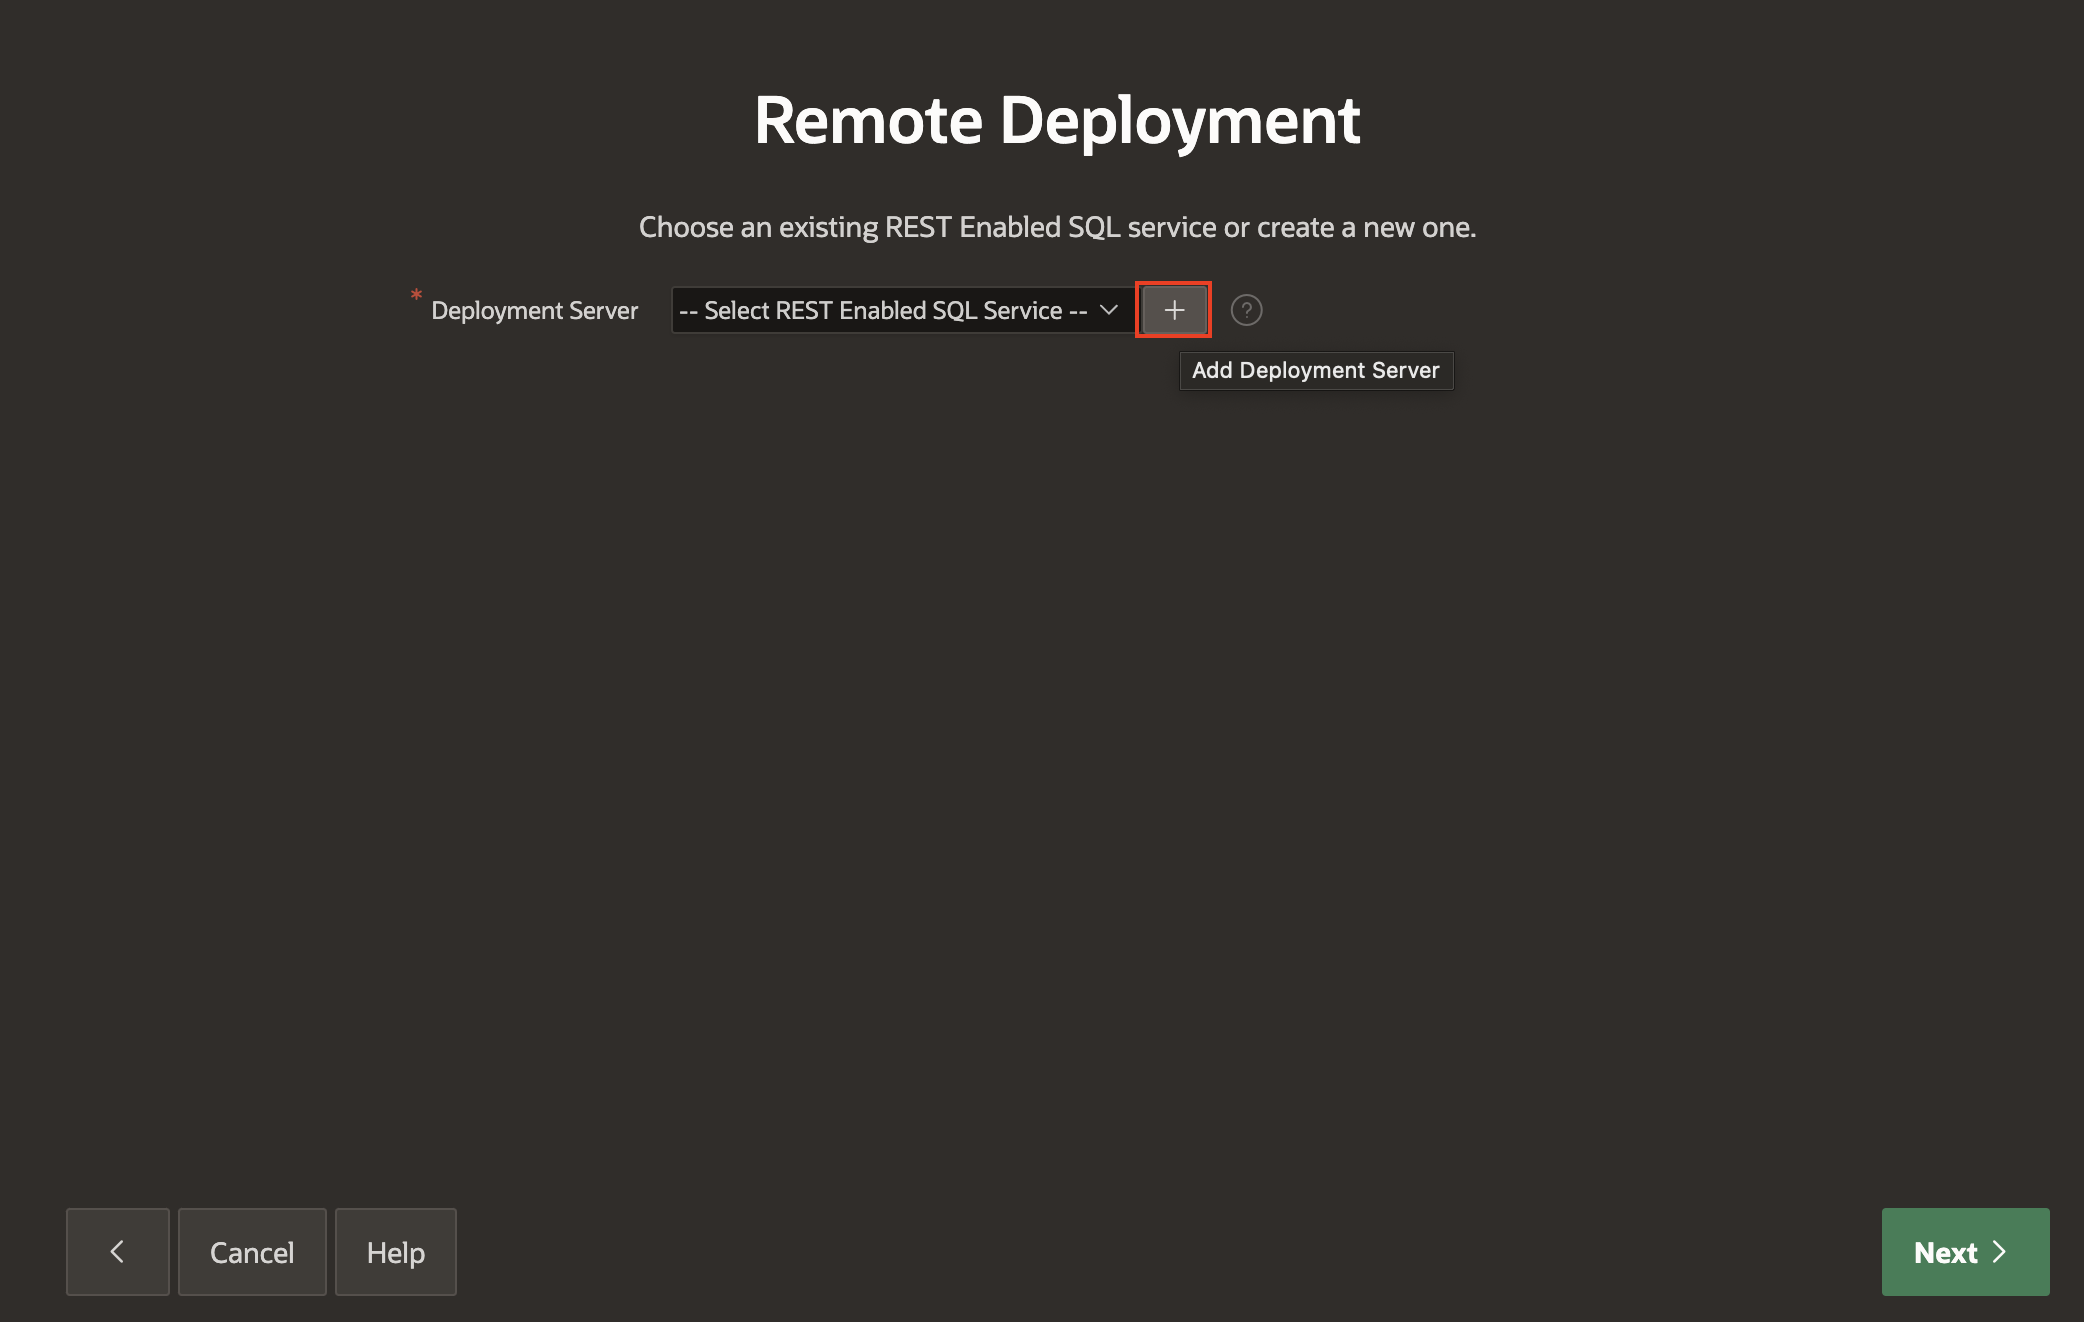 Remote Deployment
Choose an existing REST Enabled SQL service or create a new one.
* Deployment Server -- Select REST Enabled SQL Service -- + ?
Add Deployment Server
Cancel Help Next